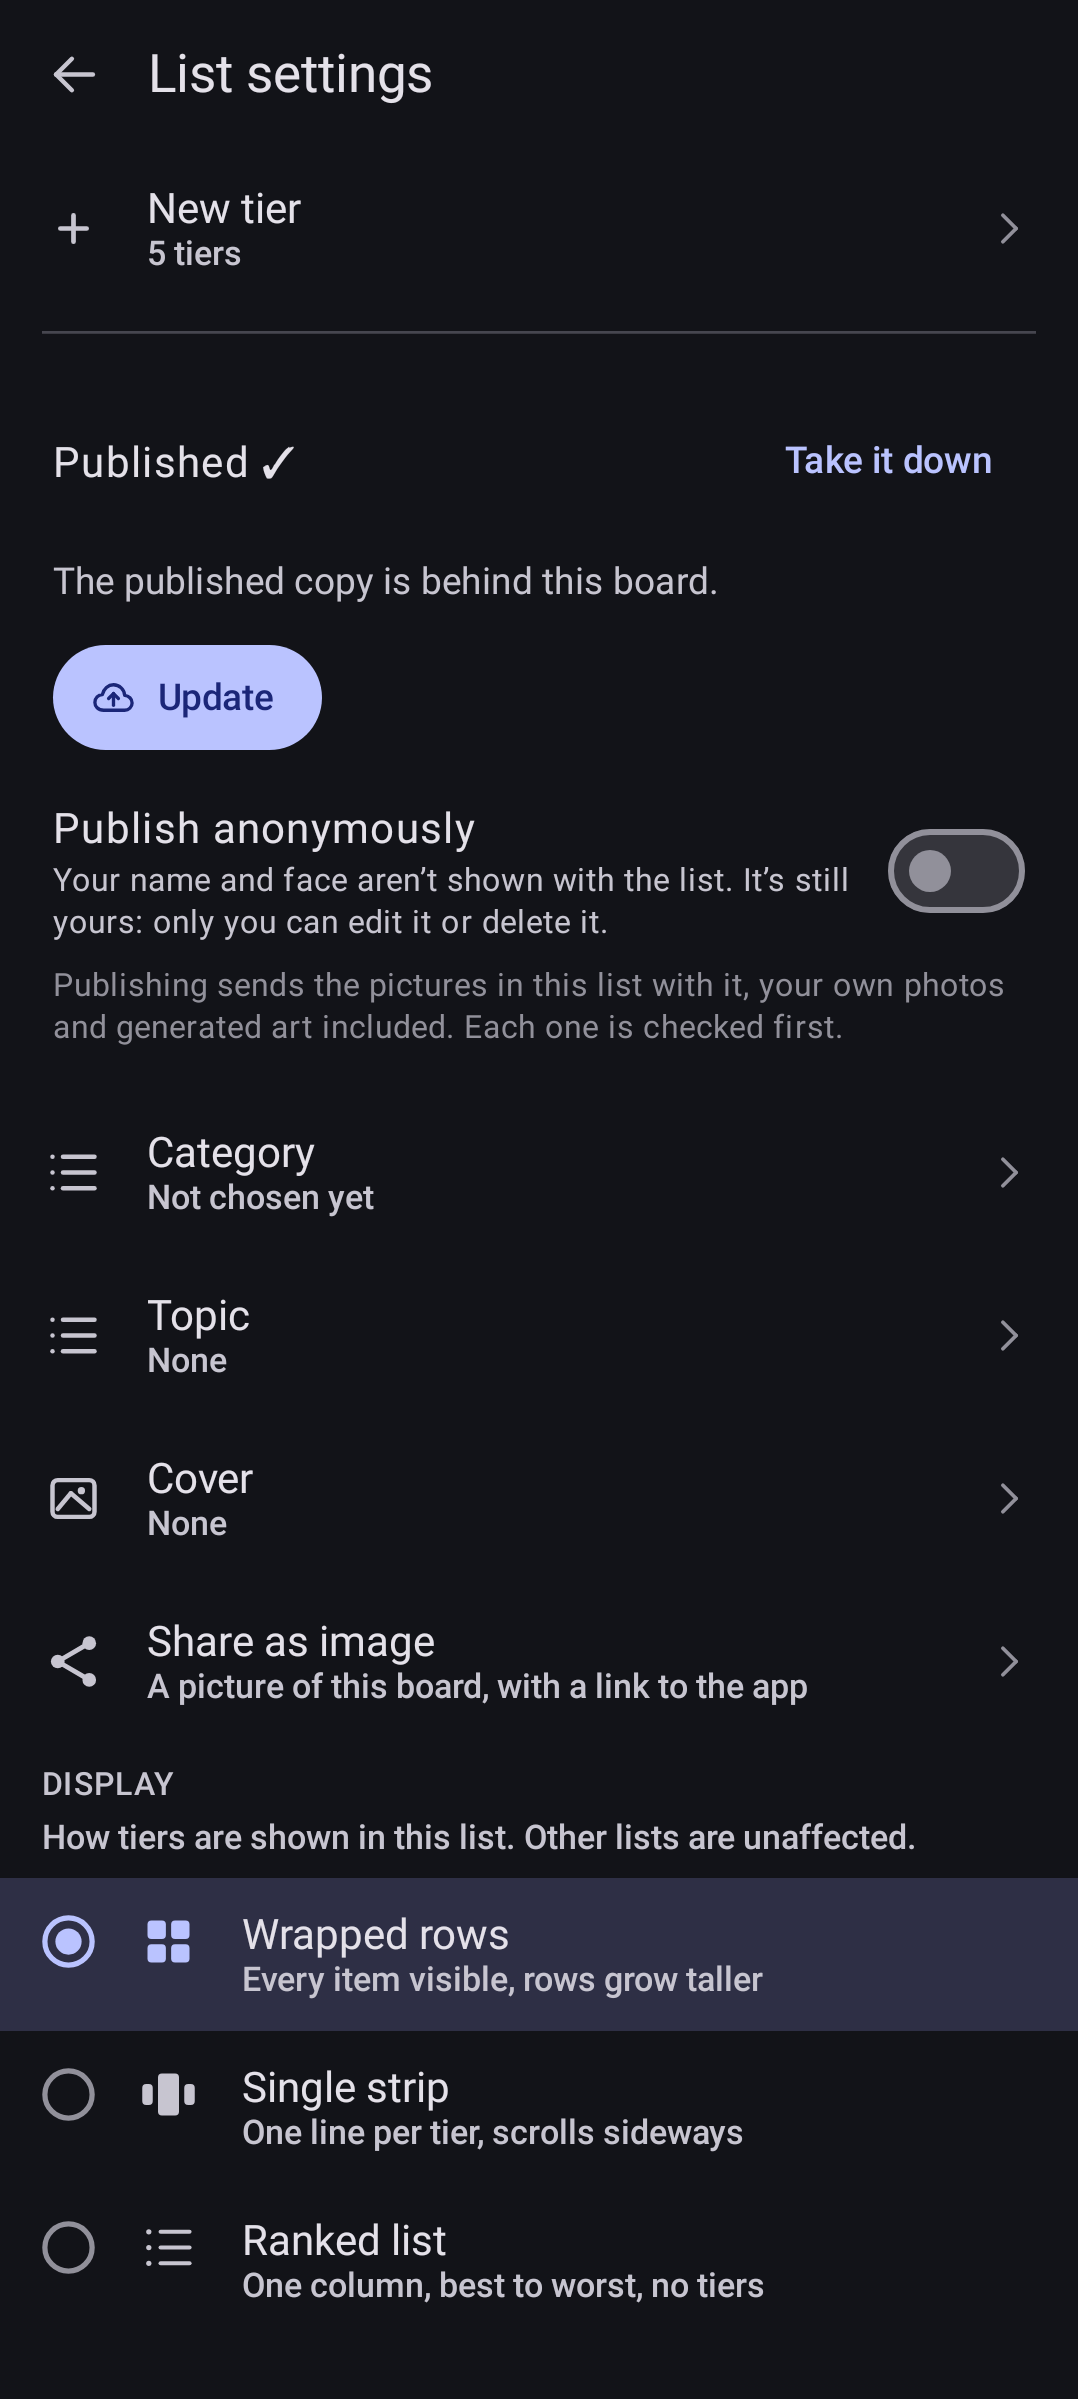 List settings
New tier
5 tiers
Published ✓
Take it down
The published copy is behind this board.
Update
Publish anonymously
Your name and face aren’t shown with the list. It’s still
yours: only you can edit it or delete it.
Publishing sends the pictures in this list with it, your own photos
and generated art included. Each one is checked first.
Category
Not chosen yet
Topic
None
Cover
None
Share as image
A picture of this board, with a link to the app
DISPLAY
How tiers are shown in this list. Other lists are unaffected.
Wrapped rows
Every item visible, rows grow taller
Single strip
One line per tier, scrolls sideways
Ranked list
One column, best to worst, no tiers